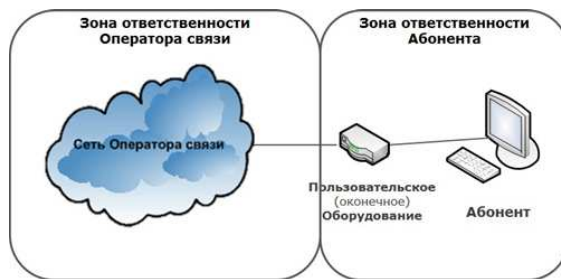 Зона ответственности
Оператора связи
Зона ответственности
Абонента
Сеть Оператора связи
Пользовательское
(оконечное)
Оборудование
Абонент